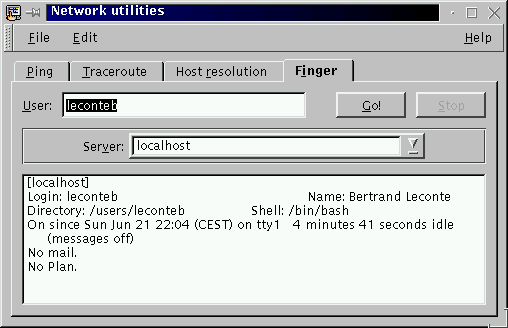 Network utilities
File Edit Help
Ping Traceroute Host resolution Finger
User: leconteb Go! Stop
Server: localhost
[localhost]
Login: leconteb Name: Bertrand Leconte
Directory: /users/leconteb Shell: /bin/bash
On since Sun Jun 21 22:04 (CEST) on tty1 4 minutes 41 seconds idle
(messages off)
No mail.
No Plan.